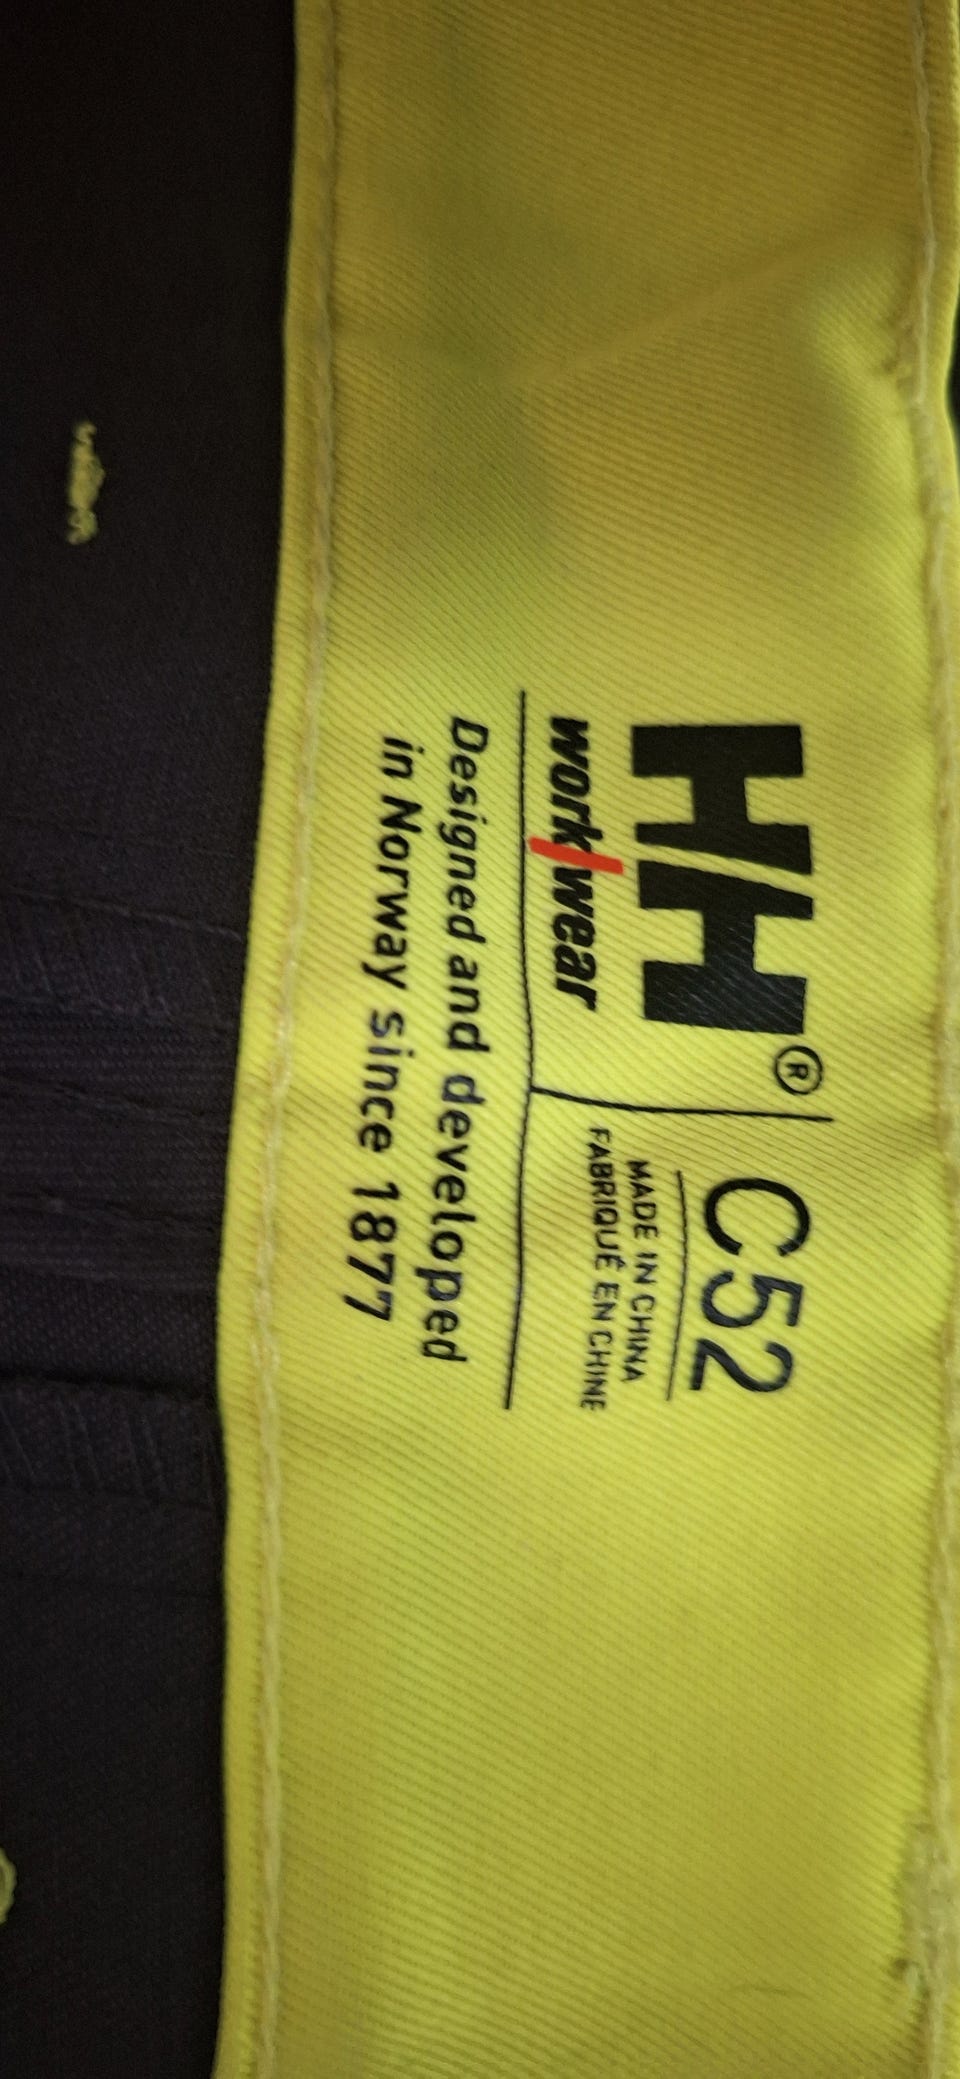 HH®
work/wear
C52
MADE IN CHINA
FABRIQUÉ EN CHINE
Designed and developed
in Norway since 1877